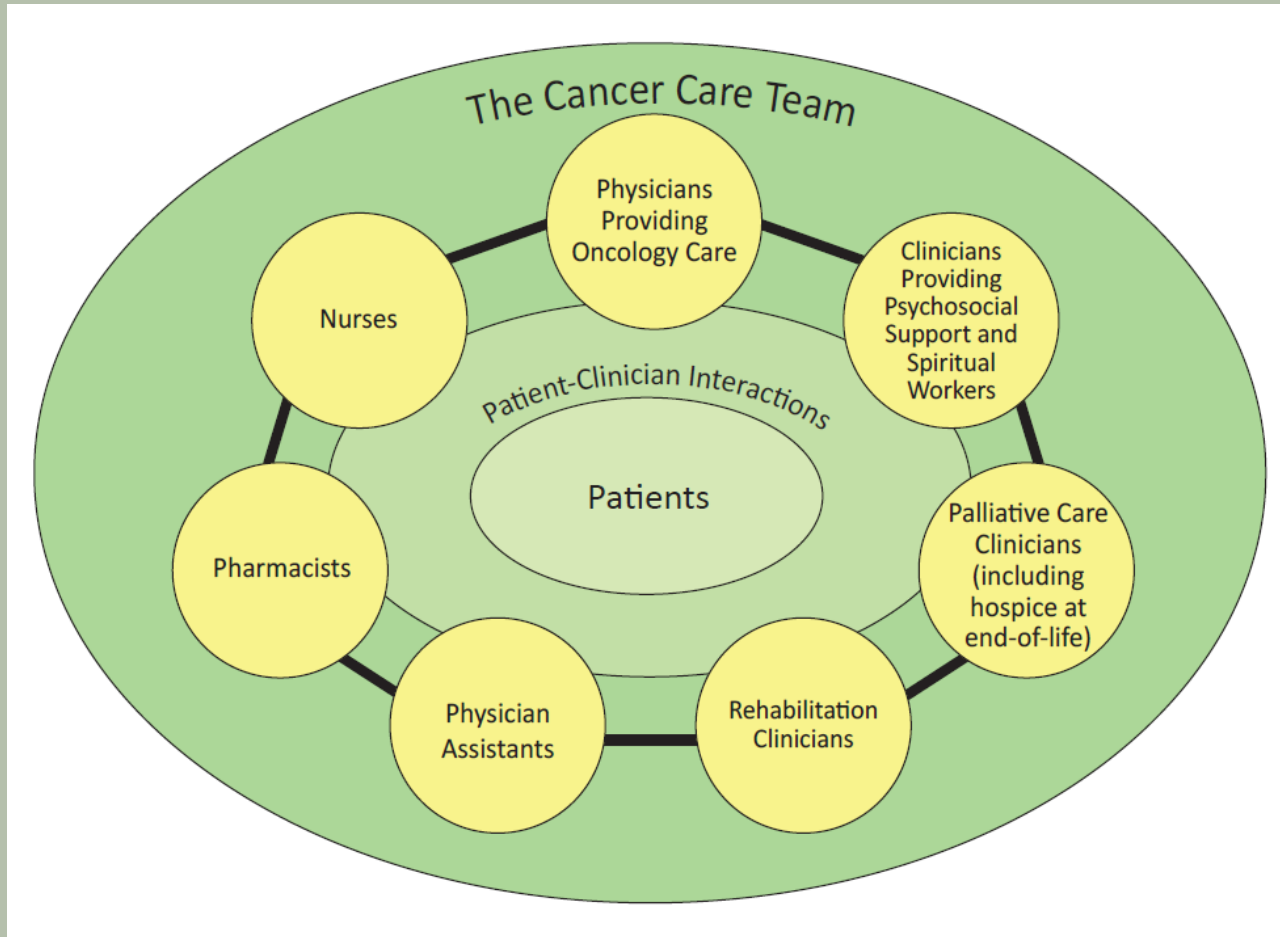 The Cancer Care Team
Physicians
Providing
Oncology Care
Nurses
Clinicians
Providing
Psychosocial
Support and
Spiritual
Workers
Patient-Clinician Interactions
Patients
Pharmacists
Palliative Care
Clinicians
(including
hospice at
end-of-life)
Physician
Assistants
Rehabilitation
Clinicians